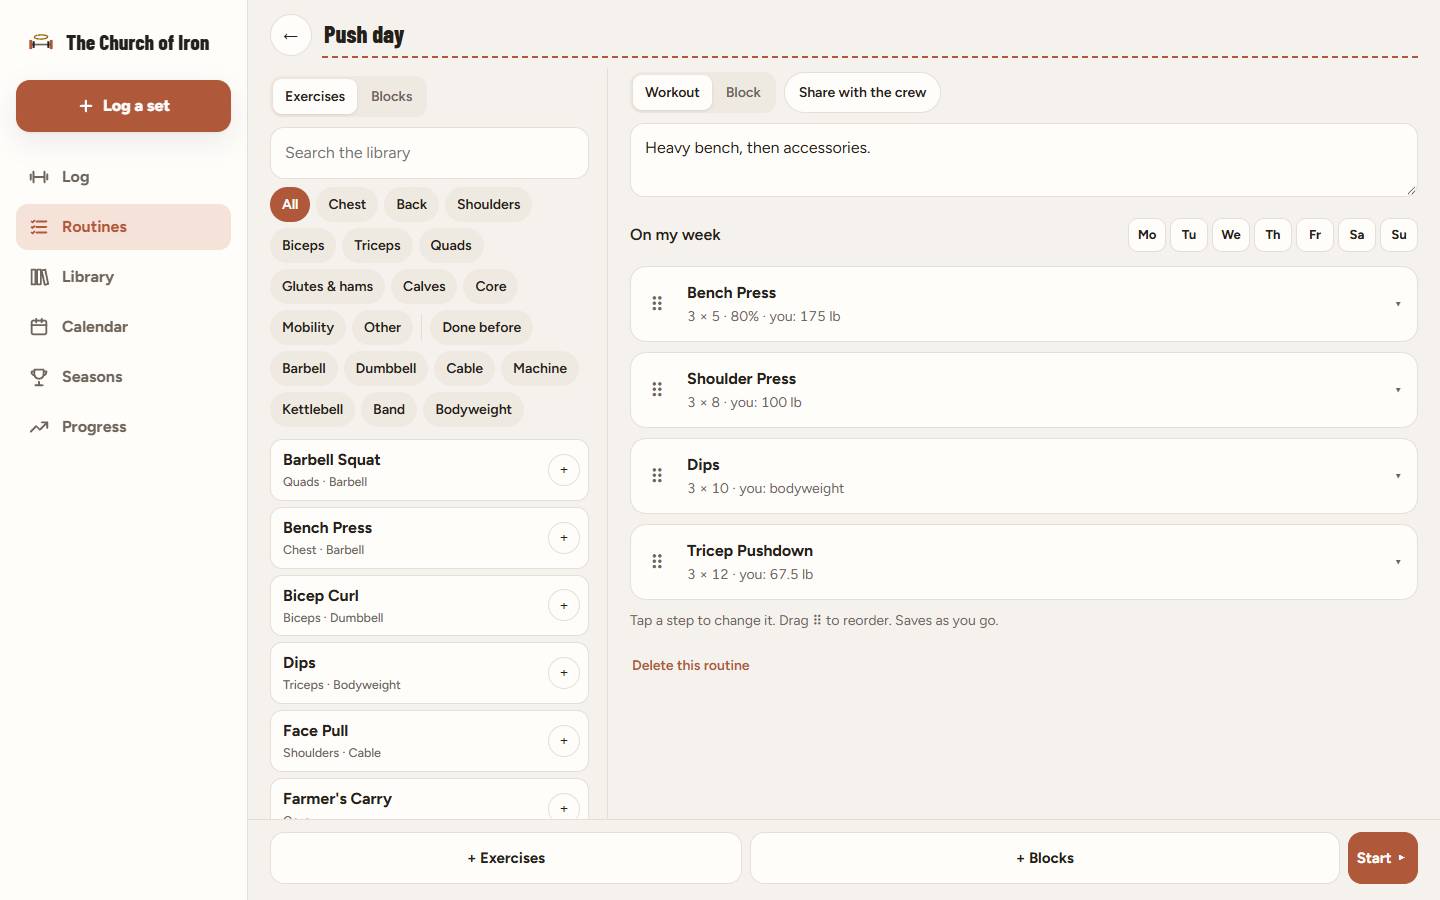 The Church of Iron
+ Log a set
Log
Routines
Library
Calendar
Seasons
Progress
← Push day
Exercises Blocks
Search the library
All Chest Back Shoulders
Biceps Triceps Quads
Glutes & hams Calves Core
Mobility Other Done before
Barbell Dumbbell Cable Machine
Kettlebell Band Bodyweight
Barbell Squat
Quads · Barbell
+
Bench Press
Chest · Barbell
+
Bicep Curl
Biceps · Dumbbell
+
Dips
Triceps · Bodyweight
+
Face Pull
Shoulders · Cable
+
Farmer's Carry
+
Workout Block Share with the crew
Heavy bench, then accessories.
On my week Mo Tu We Th Fr Sa Su
Bench Press
3 × 5 · 80% · you: 175 lb
Shoulder Press
3 × 8 · you: 100 lb
Dips
3 × 10 · you: bodyweight
Tricep Pushdown
3 × 12 · you: 67.5 lb
Tap a step to change it. Drag ⠿ to reorder. Saves as you go.
Delete this routine
+ Exercises + Blocks Start ▸